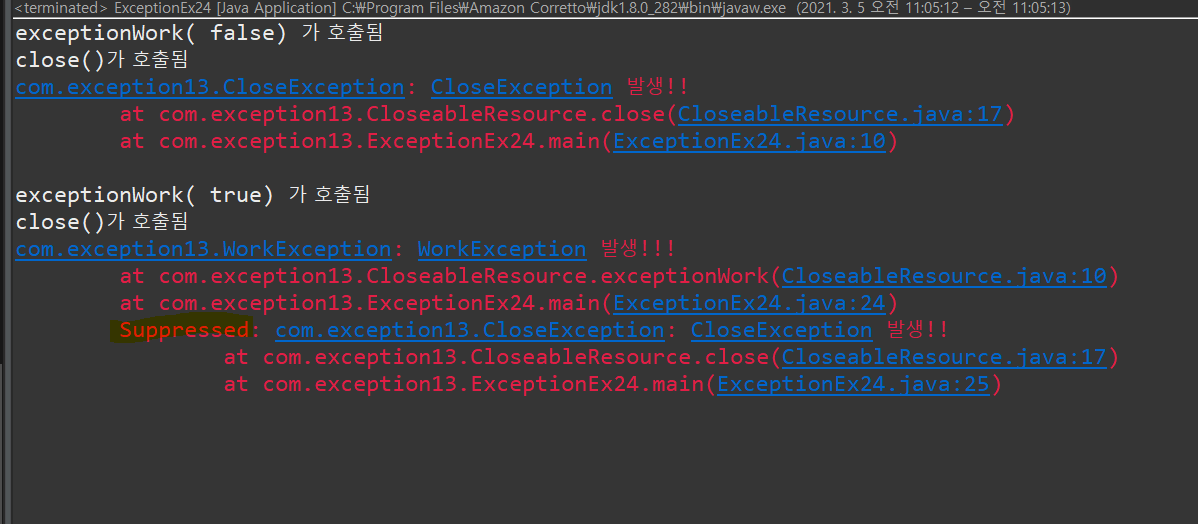 <terminated> ExceptionEx24 [Java Application] C:₩Program Files₩Amazon Corretto₩jdk1.8.0_282₩bin₩javaw.exe (2021. 3. 5 오전 11:05:12 – 오전 11:05:13)
exceptionWork( false) 가 호출됨
close()가 호출됨
com.exception13.CloseException: CloseException 발생!!
at com.exception13.CloseableResource.close(CloseableResource.java:17)
at com.exception13.ExceptionEx24.main(ExceptionEx24.java:10)
exceptionWork( true) 가 호출됨
close()가 호출됨
com.exception13.WorkException: WorkException 발생!!!
at com.exception13.CloseableResource.exceptionWork(CloseableResource.java:10)
at com.exception13.ExceptionEx24.main(ExceptionEx24.java:24)
Suppressed: com.exception13.CloseException: CloseException 발생!!
at com.exception13.CloseableResource.close(CloseableResource.java:17)
at com.exception13.ExceptionEx24.main(ExceptionEx24.java:25)